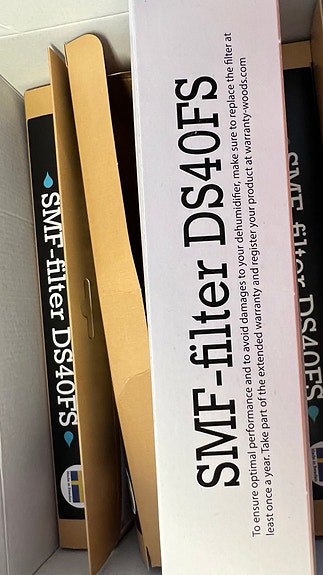 SMF-filter DS40FS
SMF-filter DS40FS
To ensure optimal performance and to avoid damages to your dehumidifier, make sure to replace the filter at
least once a year. Take part of the extended warranty and register your product at warranty-woods.com
SMF-filter DS40FS